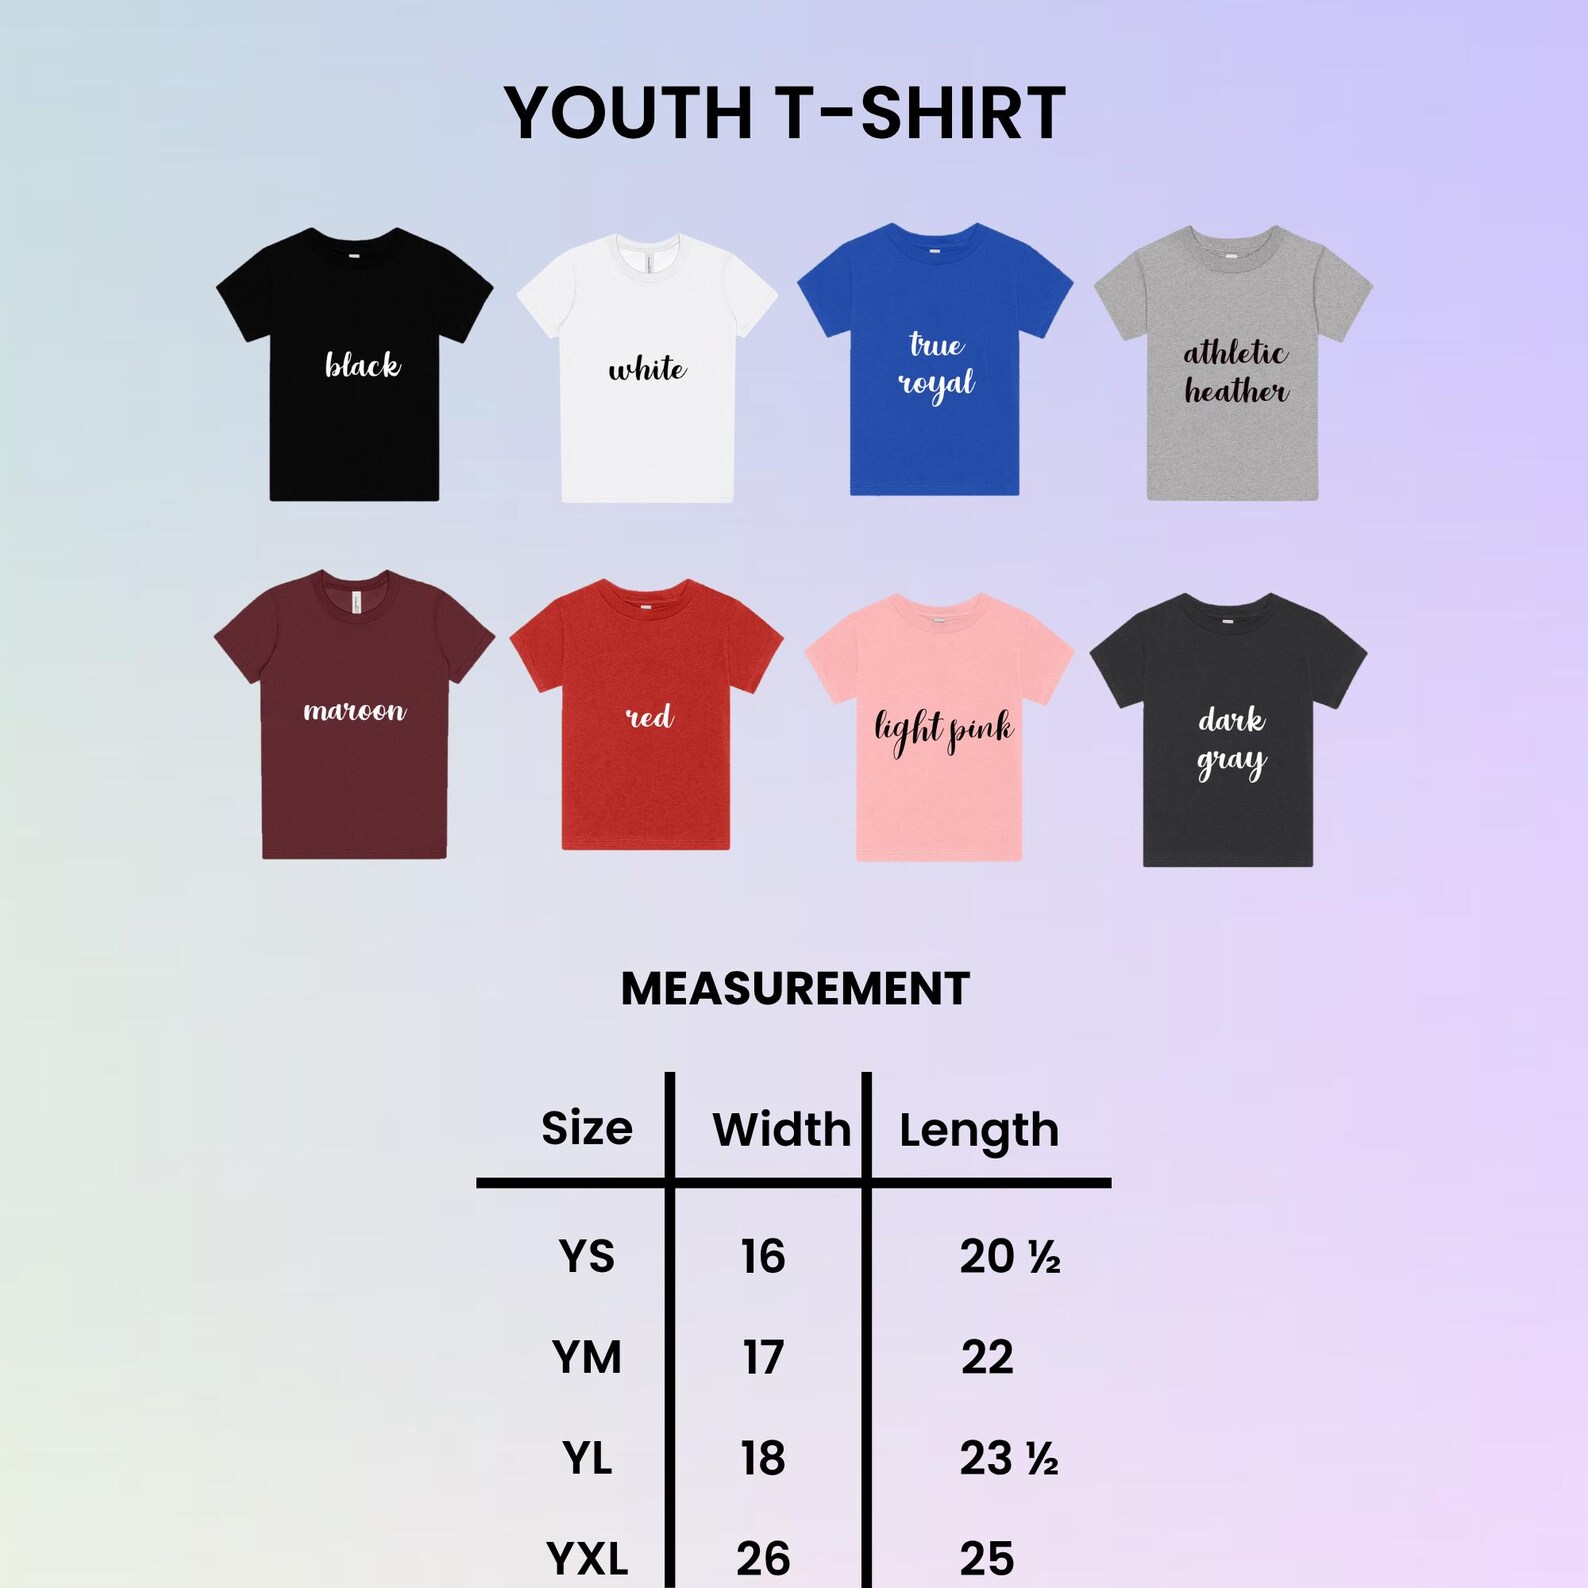 YOUTH T-SHIRT
black
white
true
royal
athletic
heather
maroon
red
light pink
dark
gray
MEASUREMENT
Size Width Length
YS 16 20 ½
YM 17 22
YL 18 23 ½
YXL 26 25